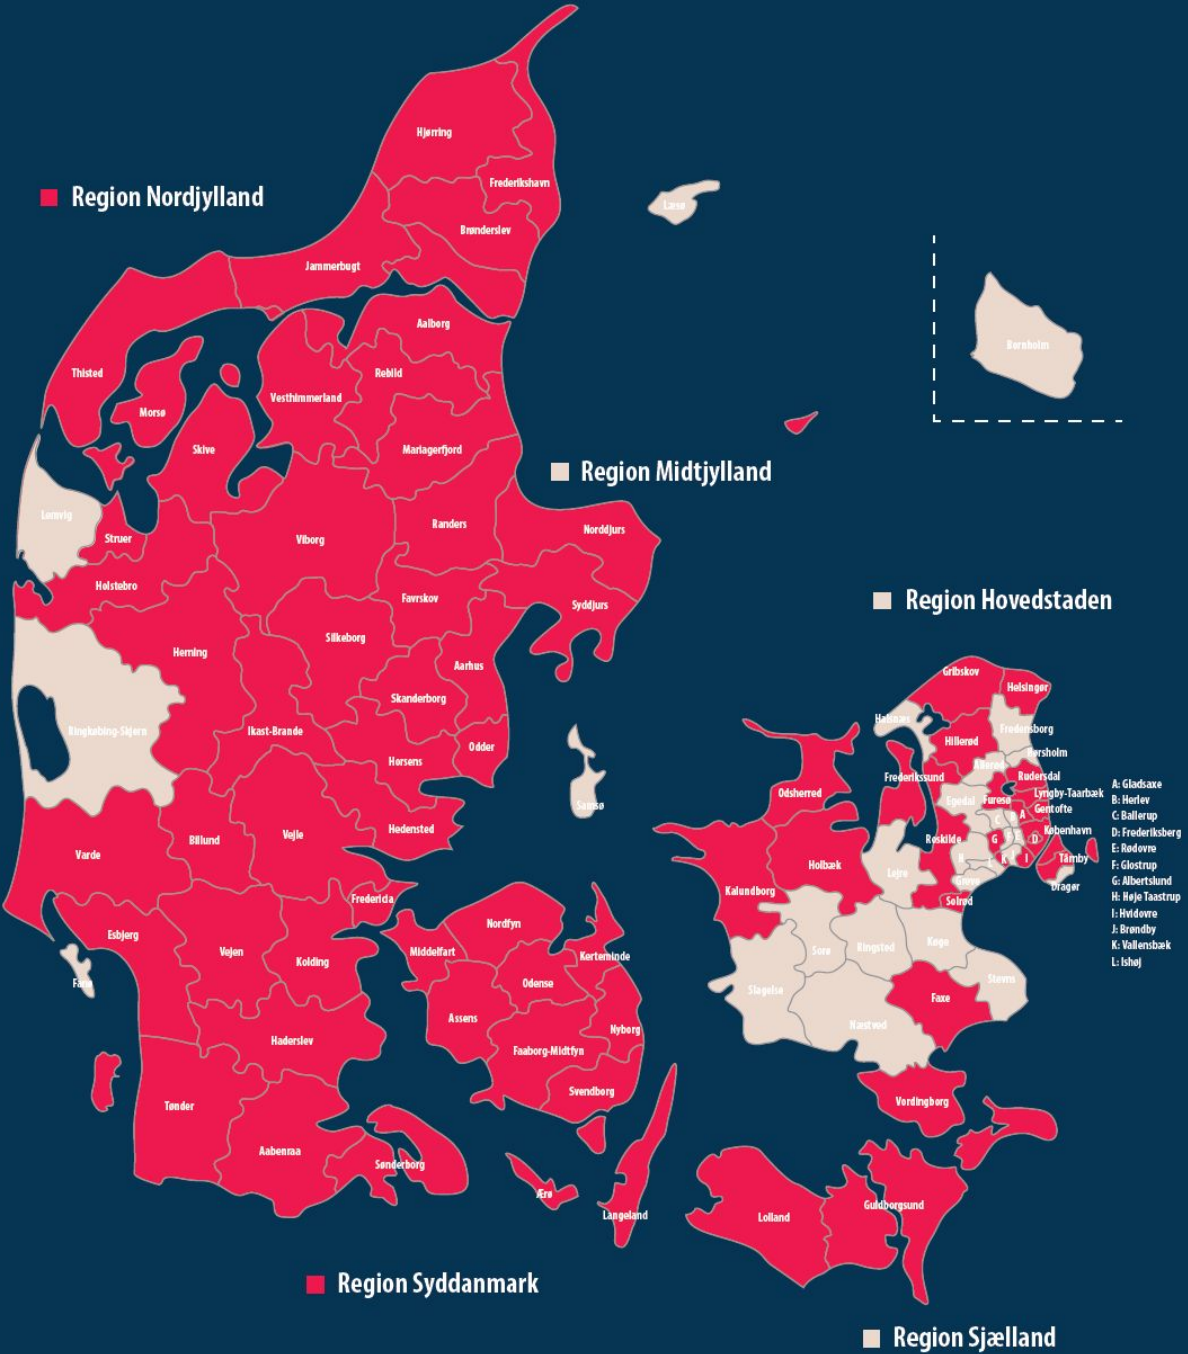 Hjørring
Frederikshavn
Region Nordjylland
Læsø
Brønderslev
Jammerbugt
Aalborg
Bornholm
Thisted
Rebild
Vesthimmerland
Morsø
Skive
Mariagerfjord
Region Midtjylland
Lemvig
Struer
Viborg
Randers
Norddjurs
Holstebro
Favrskov
Syddjurs
Region Hovedstaden
Silkeborg
Herning
Aarhus
Skanderborg
Ringkøbing-Skjern
Ikast-Brande
Odder
Horsens
Samsø
Hedensted
Billund
Vejle
Varde
Fredericia
Esbjerg
Vejen
Kolding
Fanø
Haderslev
Tønder
Aabenraa
Sønderborg
Nordfyn
Middelfart
Kerteminde
Odense
Assens
Nyborg
Faaborg-Midtfyn
Svendborg
Ærø
Langeland
Gribskov
Helsingør
Halsnæs
Fredensborg
Hillerød
Hørsholm
Allerød
Frederikssund
Rudersdal
Egedal
Furesø
Lyngby-Taarbæk
Gentofte
Odsherred
C
B
A
København
Roskilde
G
F
E
D
H
L
K
J
I
Tårnby
Dragør
Holbæk
Lejre
Greve
Solrød
Kalundborg
Sorø
Ringsted
Køge
Slagelse
Stevns
Faxe
Næstved
Vordingborg
Lolland
Guldborgsund
A: Gladsaxe
B: Herlev
C: Ballerup
D: Frederiksberg
E: Rødovre
F: Glostrup
G: Albertslund
H: Høje Taastrup
I: Hvidovre
J: Brøndby
K: Vallensbæk
L: Ishøj
Region Syddanmark
Region Sjælland